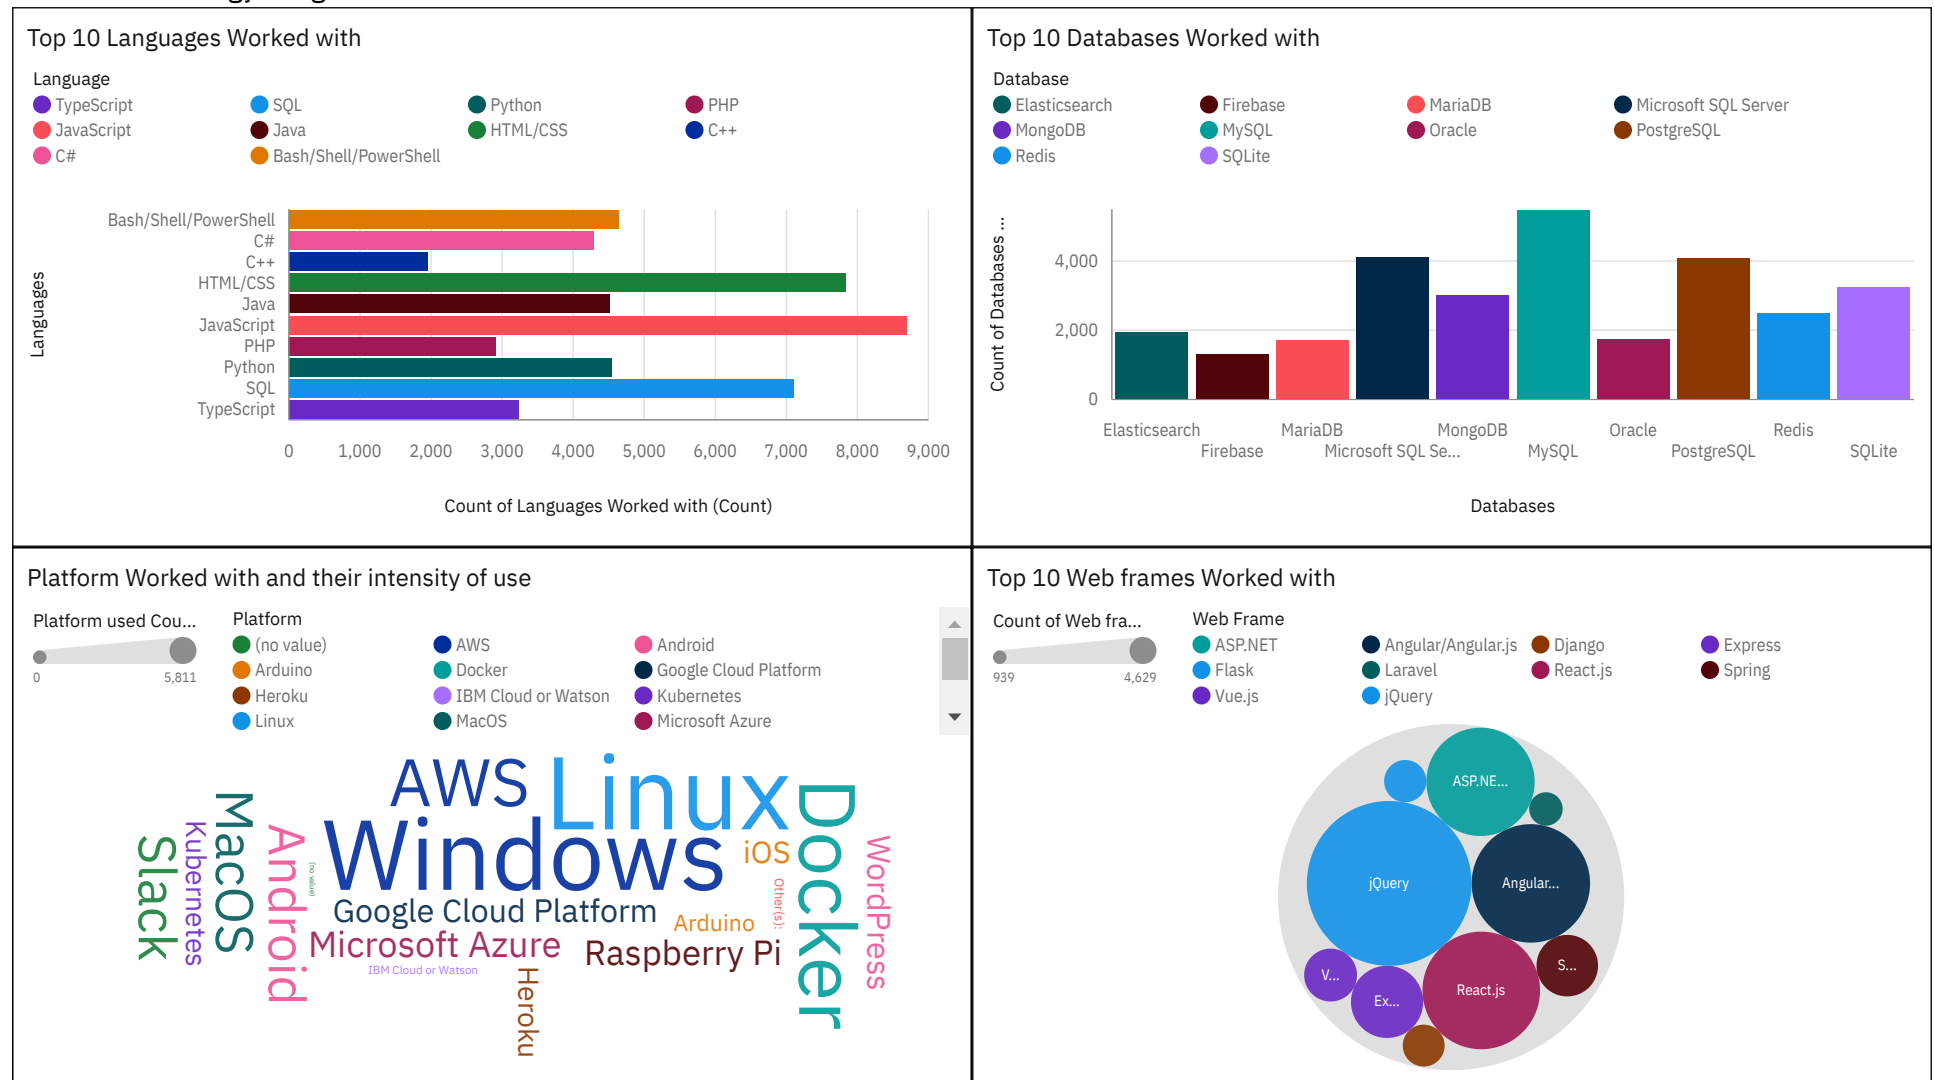 Top 10 Languages Worked with
Language
TypeScript SQL Python PHP
JavaScript Java HTML/CSS C++
C# Bash/Shell/PowerShell
Languages
Bash/Shell/PowerShell
C#
C++
HTML/CSS
Java
JavaScript
PHP
Python
SQL
TypeScript
0 1,000 2,000 3,000 4,000 5,000 6,000 7,000 8,000 9,000
Count of Languages Worked with (Count)
Top 10 Databases Worked with
Database
Elasticsearch Firebase MariaDB Microsoft SQL Server
MongoDB MySQL Oracle PostgreSQL
Redis SQLite
Count of Databases ...
4,000
2,000
0
Elasticsearch MariaDB MongoDB Oracle Redis
Firebase Microsoft SQL Se... MySQL PostgreSQL SQLite
Databases
Platform Worked with and their intensity of use
Platform used Cou...
0 5,811
Platform
(no value) AWS Android
Arduino Docker Google Cloud Platform
Heroku IBM Cloud or Watson Kubernetes
Linux MacOS Microsoft Azure
AWS
Linux
Docker
MacOS
Kubernetes
Slack
Android
(no value)
Windows
iOS
WordPress
Other(s):
Google Cloud Platform
Arduino
Microsoft Azure
Raspberry Pi
IBM Cloud or Watson
Heroku
Top 10 Web frames Worked with
Count of Web fra...
939 4,629
Web Frame
ASP.NET Angular/Angular.js Django Express
Flask Laravel React.js Spring
Vue.js jQuery
ASP.NE...
jQuery
Angular...
V...
S...
Ex...
React.js